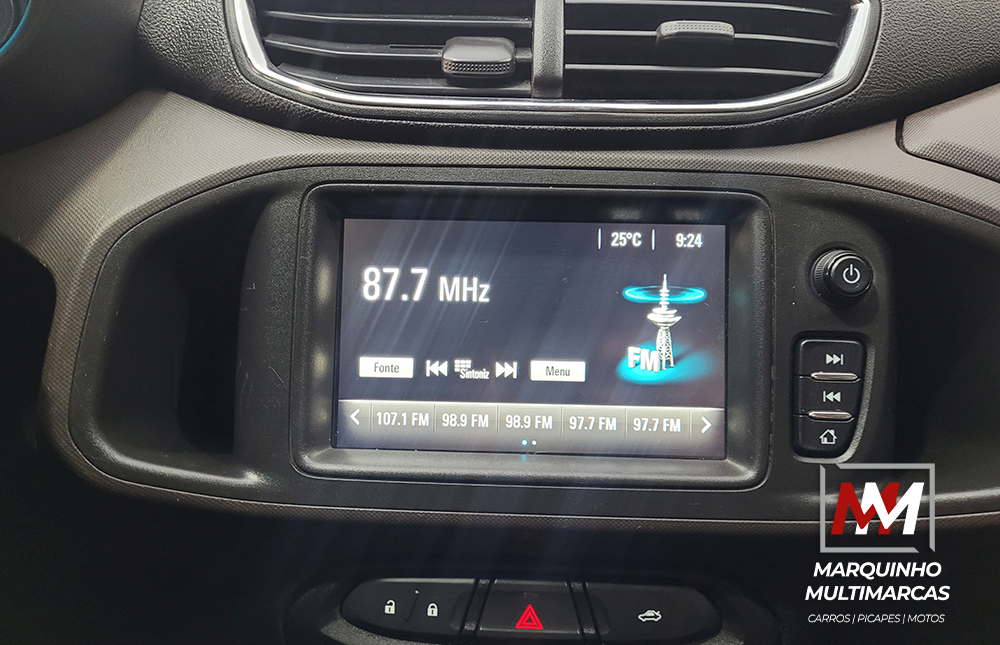 25°C 9:24
87.7 MHz
FM
Fonte Sintoniz Menu
107.1 FM 98.9 FM 98.9 FM 97.7 FM 97.7 FM
MM
MARQUINHO
MULTIMARCAS
CARROS | PICAPES | MOTOS